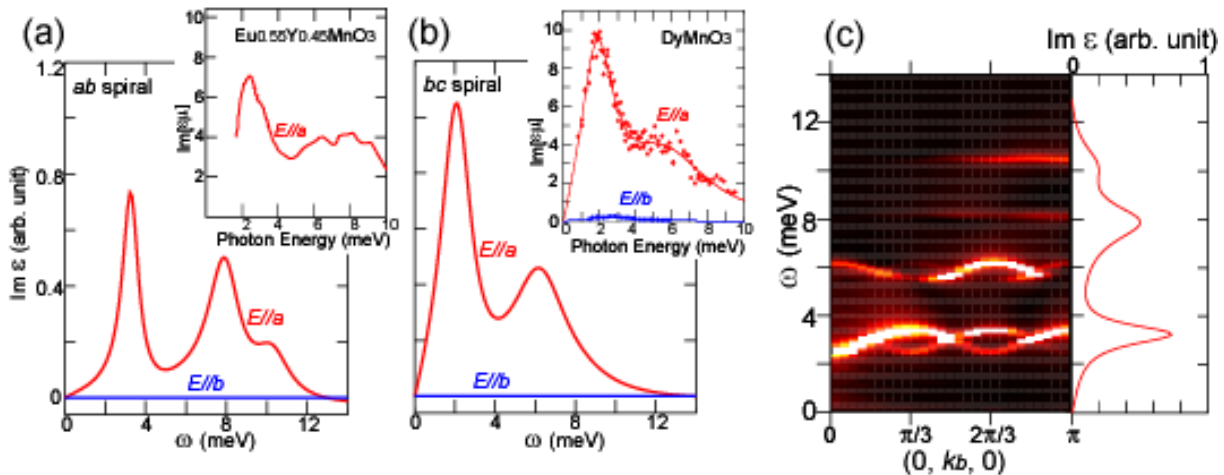 (a)
Eu0.55Y0.45MnO3
10
8
6
4
2
Im[εμ]
E//a
2 4 6 8 10
Photon Energy (meV)
ab spiral
1.2
0.8
0.4
0
Im ε (arb. unit)
E//a
E//b
0 4 8 12
ω (meV)
(b)
DyMnO3
10
8
6
4
2
0
Im[εμ]
E//a
E//b
0 2 4 6 8 10
Photon Energy (meV)
bc spiral
E//a
E//b
0 4 8 12
ω (meV)
(c)
Im ε (arb. unit)
0 1
12
8
4
0
ω (meV)
0 π/3 2π/3 π
(0, kb, 0)